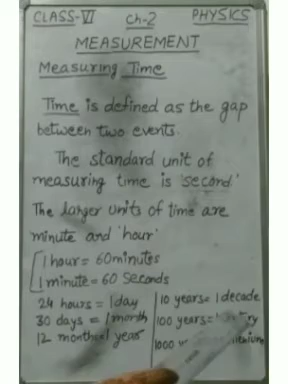 CLASS-VI Ch-2 PHYSICS
MEASUREMENT
Measuring Time
Time is defined as the gap
between two events.
The standard unit of
measuring time is 'second'
The larger units of time are
minute and 'hour'
1 hour = 60 minutes
1 minute = 60 Seconds
24 hours = 1 day
30 days = 1 month
12 month = 1 year
10 years = 1 decade
100 years =
1000